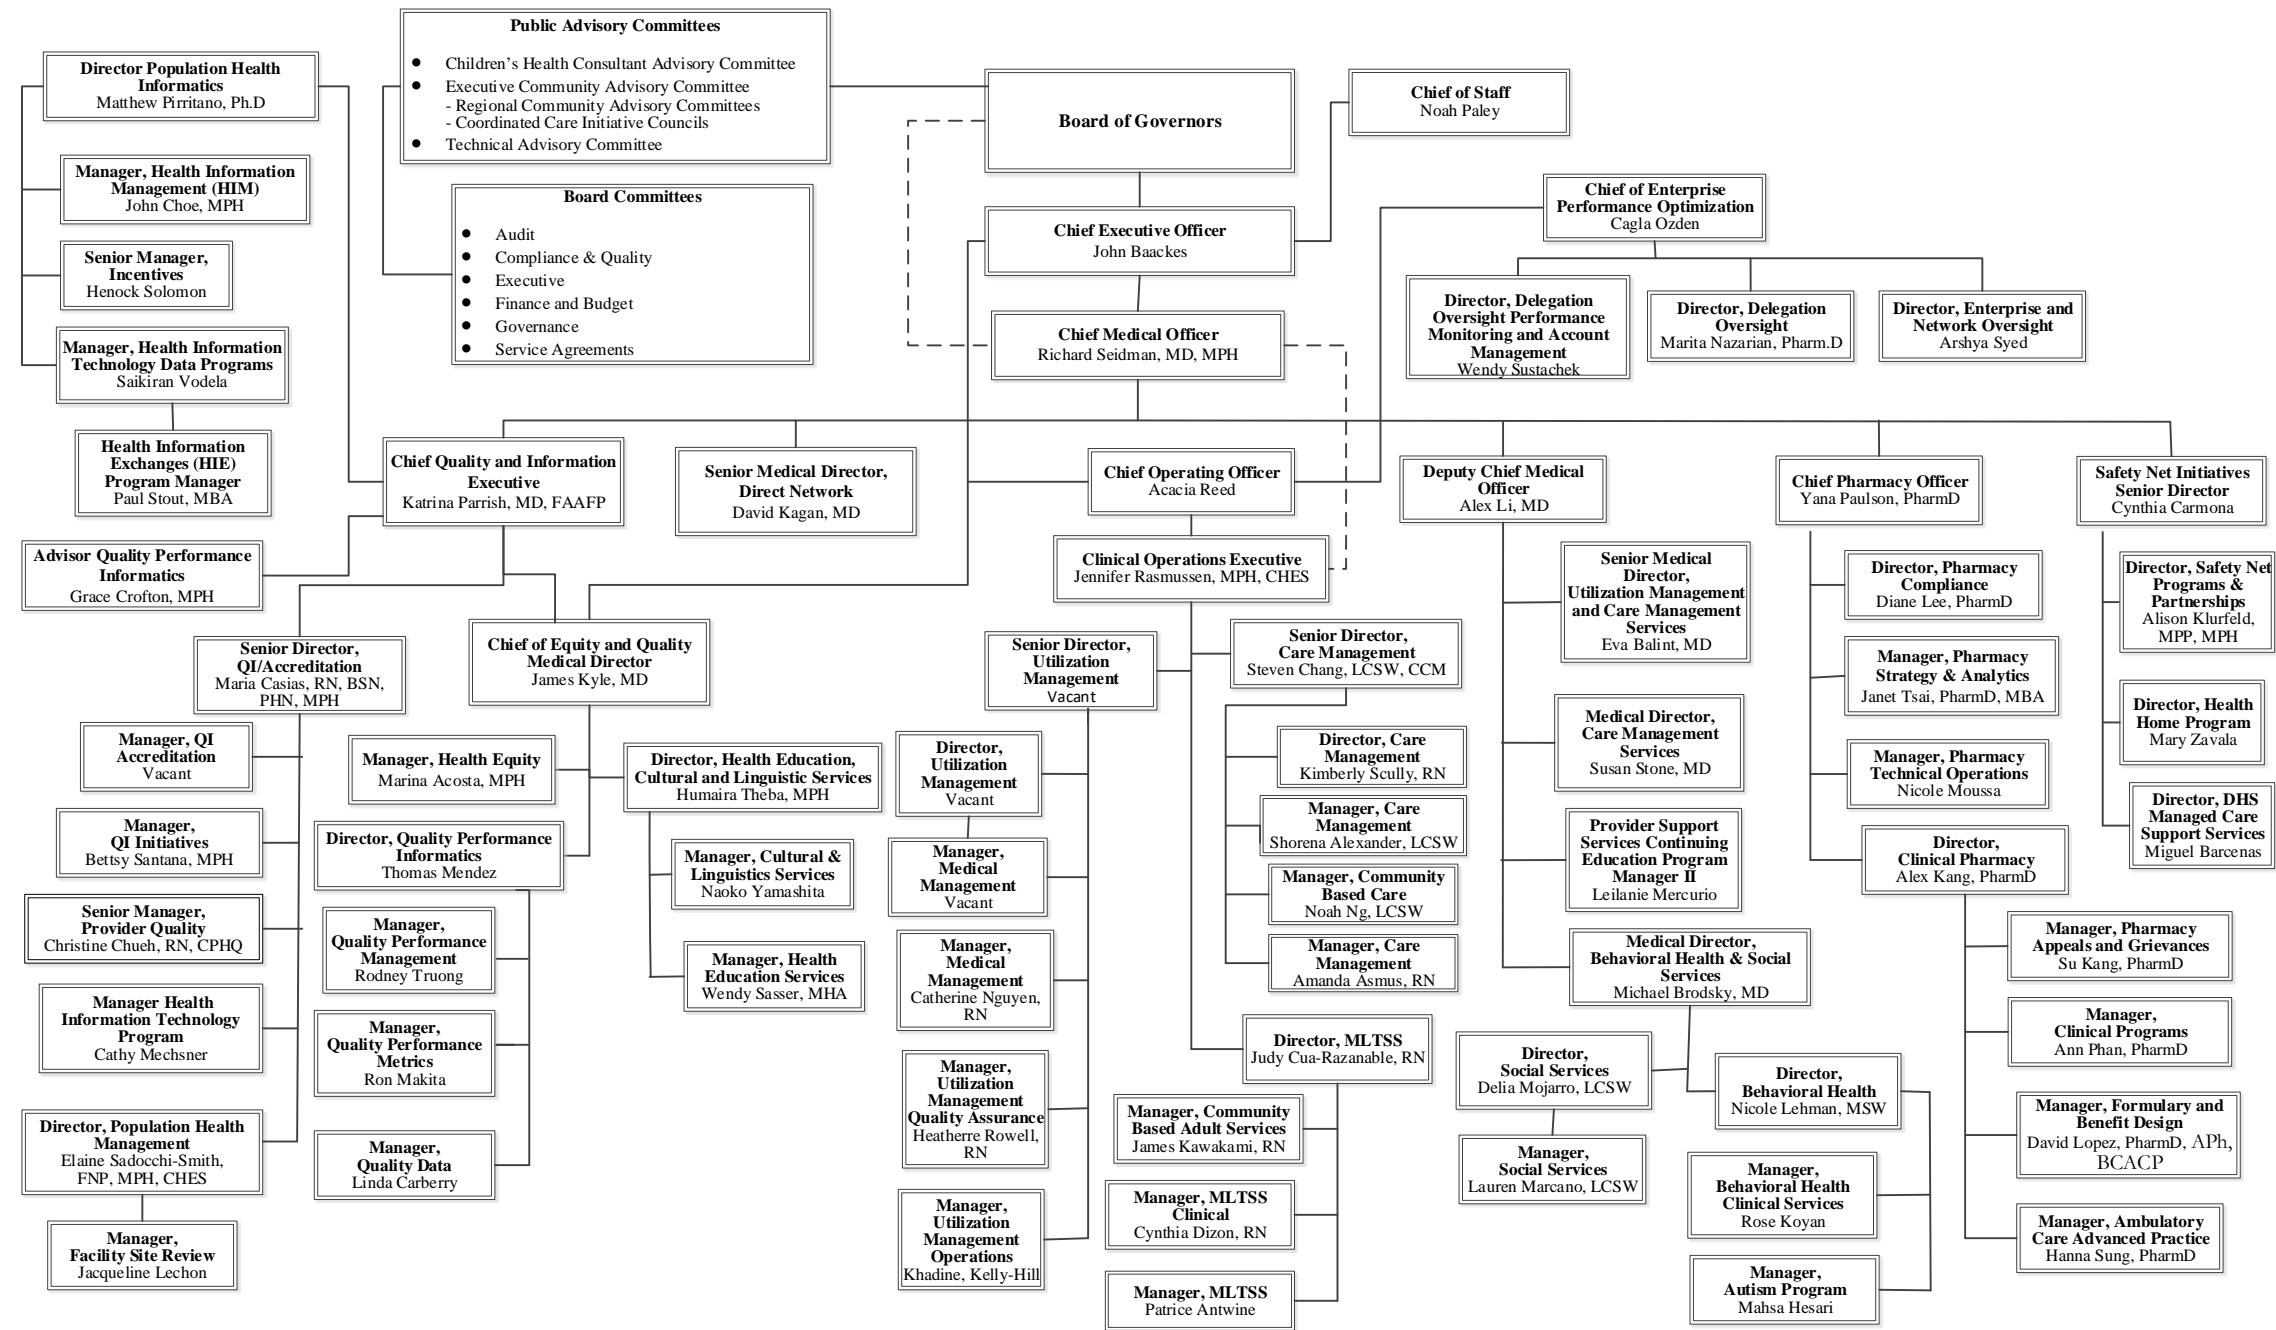 Public Advisory Committees
● Children's Health Consultant Advisory Committee
● Executive Community Advisory Committee
- Regional Community Advisory Committees
- Coordinated Care Initiative Councils
● Technical Advisory Committee
Board Committees
● Audit
● Compliance & Quality
● Executive
● Finance and Budget
● Governance
● Service Agreements
Board of Governors
Chief of Staff
Noah Paley
Chief Executive Officer
John Baackes
Chief Medical Officer
Richard Seidman, MD, MPH
Chief of Enterprise
Performance Optimization
Cagla Ozden
Director, Delegation
Oversight Performance
Monitoring and Account
Management
Wendy Sustachek
Director, Delegation
Oversight
Marita Nazarian, Pharm.D
Director, Enterprise and
Network Oversight
Arshya Syed
Director Population Health
Informatics
Matthew Pirritano, Ph.D
Manager, Health Information
Management (HIM)
John Choe, MPH
Senior Manager,
Incentives
Henock Solomon
Manager, Health Information
Technology Data Programs
Saikiran Vodela
Health Information
Exchanges (HIE)
Program Manager
Paul Stout, MBA
Chief Quality and Information
Executive
Katrina Parrish, MD, FAAFP
Advisor Quality Performance
Informatics
Grace Crofton, MPH
Senior Medical Director,
Direct Network
David Kagan, MD
Chief Operating Officer
Acacia Reed
Clinical Operations Executive
Jennifer Rasmussen, MPH, CHES
Deputy Chief Medical
Officer
Alex Li, MD
Chief Pharmacy Officer
Yana Paulson, PharmD
Safety Net Initiatives
Senior Director
Cynthia Carmona
Senior Director,
QI/Accreditation
Maria Casias, RN, BSN,
PHN, MPH
Manager, QI
Accreditation
Vacant
Manager,
QI Initiatives
Bettsy Santana, MPH
Senior Manager,
Provider Quality
Christine Chueh, RN, CPHQ
Manager Health
Information Technology
Program
Cathy Mechsner
Director, Population Health
Management
Elaine Sadocchi-Smith,
FNP, MPH, CHES
Manager,
Facility Site Review
Jacqueline Lechon
Chief of Equity and Quality
Medical Director
James Kyle, MD
Manager, Health Equity
Marina Acosta, MPH
Director, Health Education,
Cultural and Linguistic Services
Humaira Theba, MPH
Director, Quality Performance
Informatics
Thomas Mendez
Manager,
Quality Performance
Management
Rodney Truong
Manager,
Quality Performance
Metrics
Ron Makita
Manager,
Quality Data
Linda Carberry
Manager, Cultural &
Linguistics Services
Naoko Yamashita
Manager, Health
Education Services
Wendy Sasser, MHA
Senior Director,
Utilization
Management
Vacant
Director,
Utilization
Management
Vacant
Manager,
Medical
Management
Vacant
Manager,
Medical
Management
Catherine Nguyen,
RN
Manager,
Utilization
Management
Quality Assurance
Heatherre Rowell,
RN
Manager,
Utilization
Management
Operations
Khadine, Kelly-Hill
Senior Director,
Care Management
Steven Chang, LCSW, CCM
Director, Care
Management
Kimberly Scully, RN
Manager, Care
Management
Shorena Alexander, LCSW
Manager, Community
Based Care
Noah Ng, LCSW
Manager, Care
Management
Amanda Asmus, RN
Director, MLTSS
Judy Cua-Razanable, RN
Manager, Community
Based Adult Services
James Kawakami, RN
Manager, MLTSS
Clinical
Cynthia Dizon, RN
Manager, MLTSS
Patrice Antwine
Senior Medical
Director,
Utilization Management
and Care Management
Services
Eva Balint, MD
Medical Director,
Care Management
Services
Susan Stone, MD
Provider Support
Services Continuing
Education Program
Manager II
Leilanie Mercurio
Medical Director,
Behavioral Health & Social
Services
Michael Brodsky, MD
Director,
Social Services
Delia Mojarro, LCSW
Manager,
Social Services
Lauren Marcano, LCSW
Director,
Behavioral Health
Nicole Lehman, MSW
Manager,
Behavioral Health
Clinical Services
Rose Koyan
Manager,
Autism Program
Mahsa Hesari
Director, Pharmacy
Compliance
Diane Lee, PharmD
Manager, Pharmacy
Strategy & Analytics
Janet Tsai, PharmD, MBA
Manager, Pharmacy
Technical Operations
Nicole Moussa
Director,
Clinical Pharmacy
Alex Kang, PharmD
Manager, Pharmacy
Appeals and Grievances
Su Kang, PharmD
Manager,
Clinical Programs
Ann Phan, PharmD
Manager, Formulary and
Benefit Design
David Lopez, PharmD, APh,
BCACP
Manager, Ambulatory
Care Advanced Practice
Hanna Sung, PharmD
Director, Safety Net
Programs &
Partnerships
Alison Klurfeld,
MPP, MPH
Director, Health
Home Program
Mary Zavala
Director, DHS
Managed Care
Support Services
Miguel Barcenas